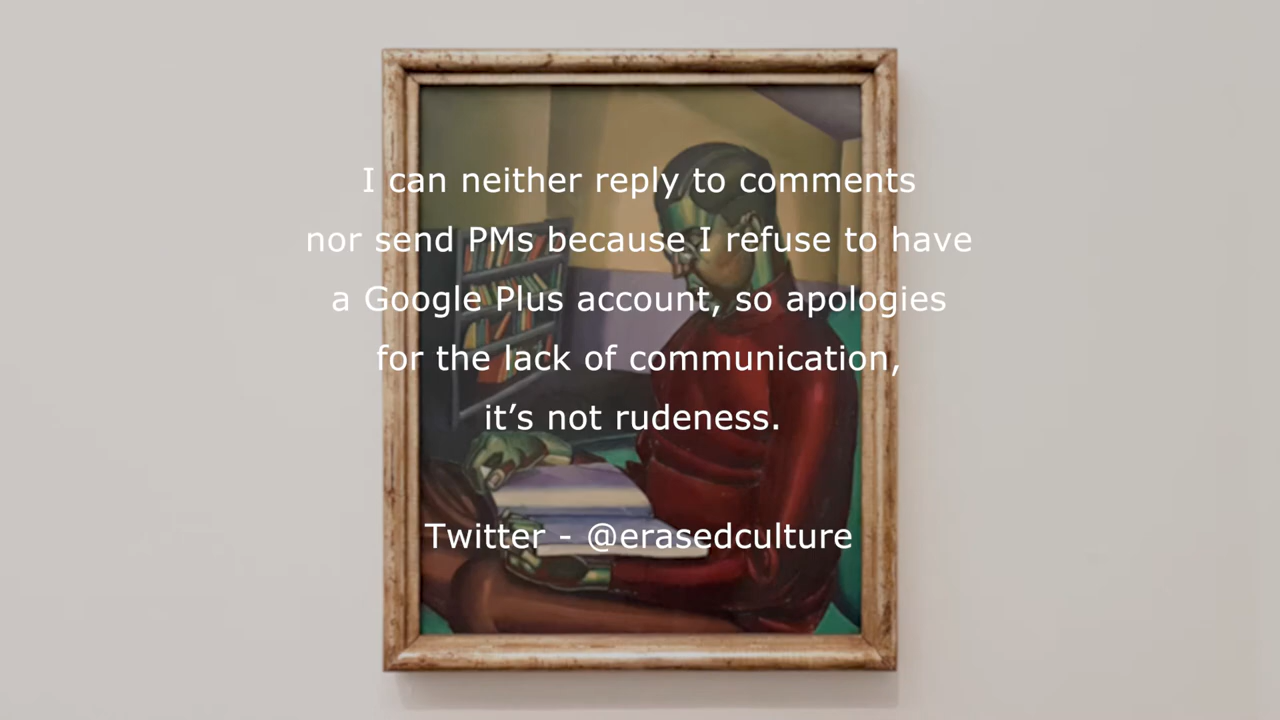 I can neither reply to comments
nor send PMs because I refuse to have
a Google Plus account, so apologies
for the lack of communication,
it’s not rudeness.
Twitter - @erasedculture